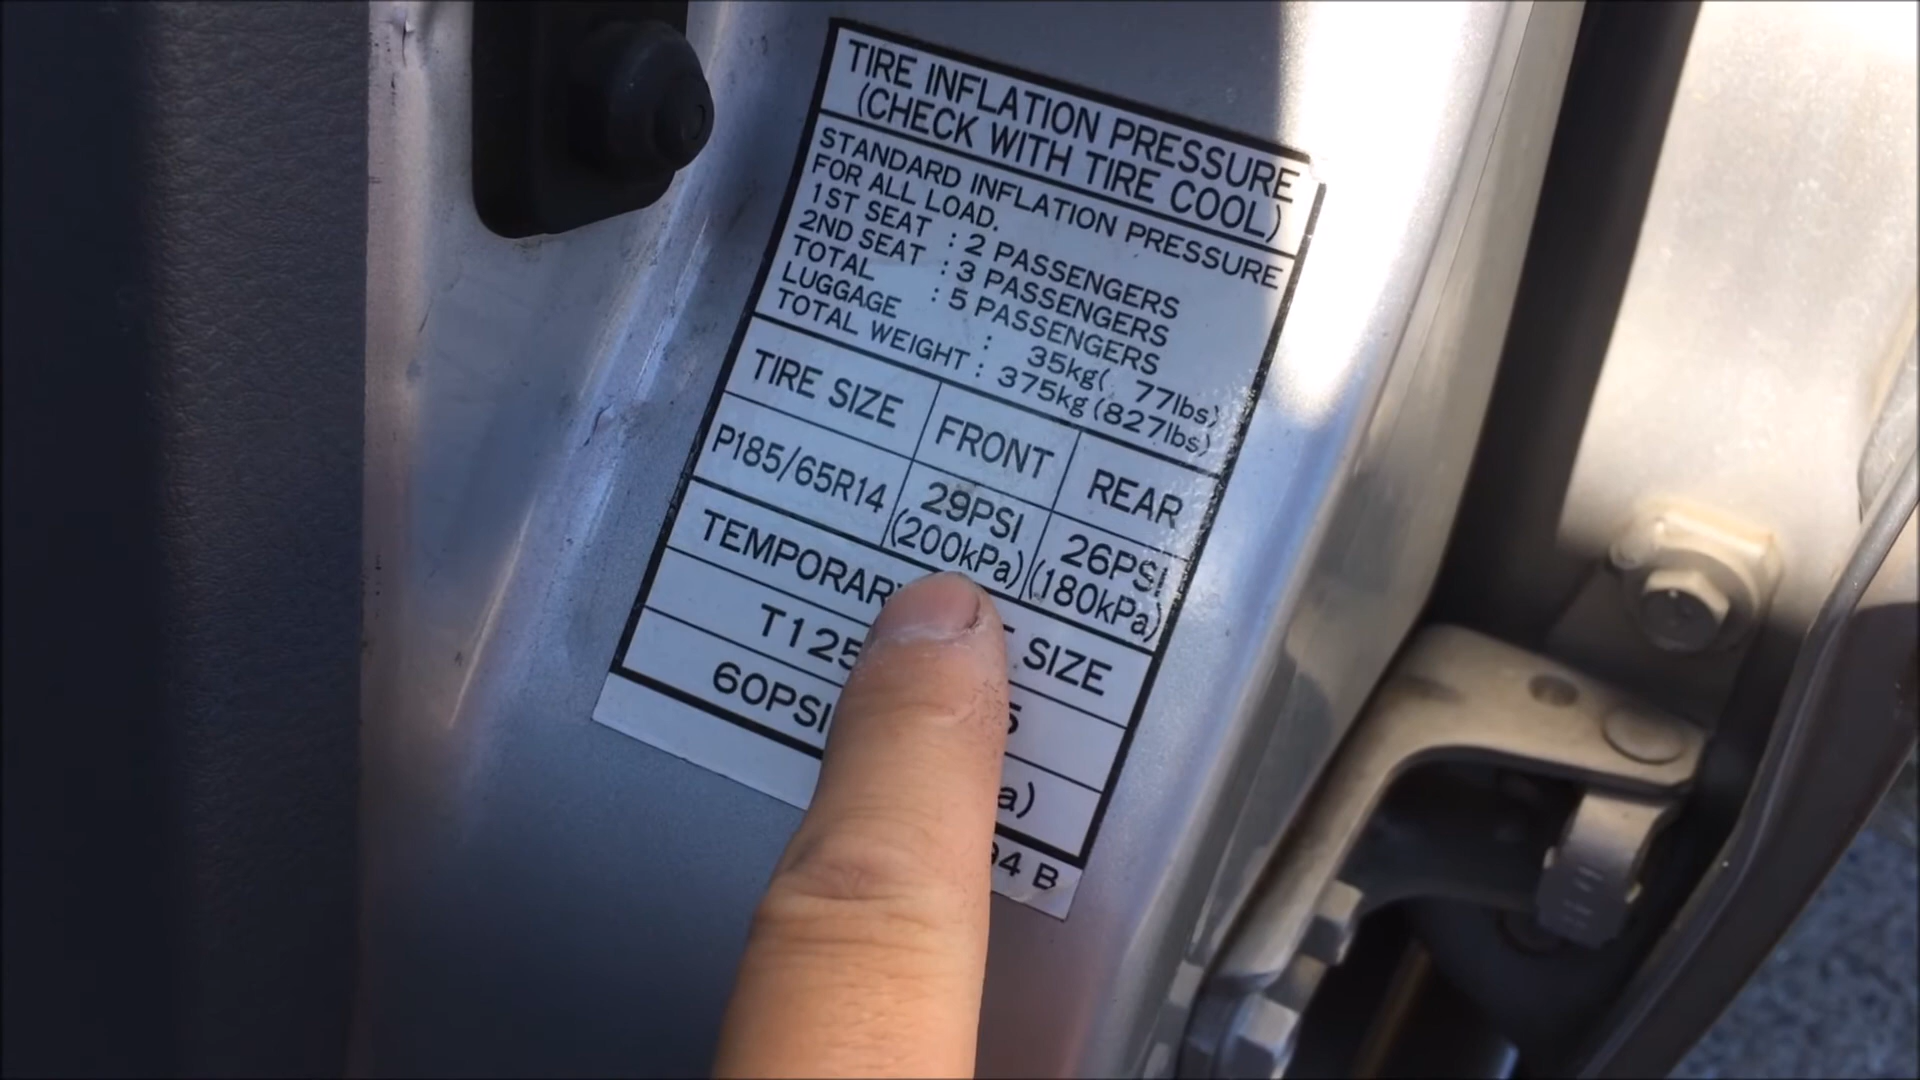 TIRE INFLATION PRESSURE
(CHECK WITH TIRE COOL)
STANDARD INFLATION PRESSURE
FOR ALL LOAD.
1ST SEAT : 2 PASSENGERS
2ND SEAT : 3 PASSENGERS
TOTAL : 5 PASSENGERS
LUGGAGE : 35kg( 77lbs)
TOTAL WEIGHT : 375kg (827lbs)
TIRE SIZE FRONT REAR
P185/65R14 29PSI (200kPa) 26PSI (180kPa)
SIZE
60PSI
B